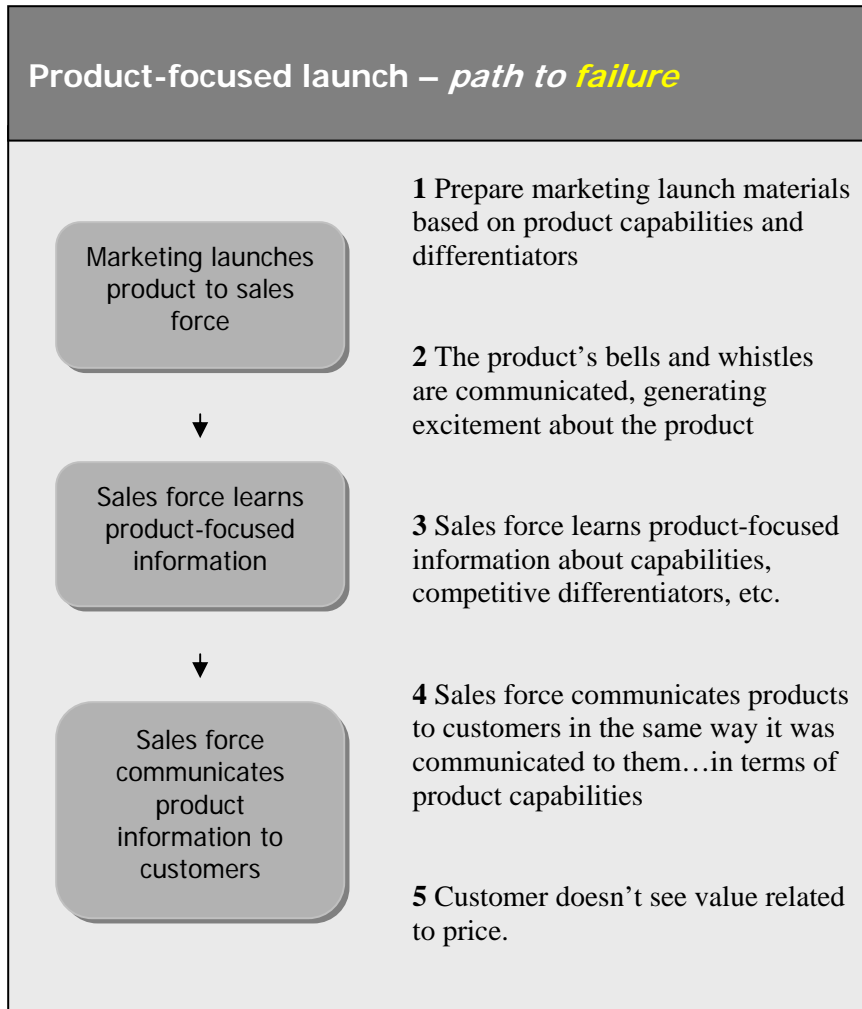 Product-focused launch – path to failure
Marketing launches
product to sales
force
Sales force learns
product-focused
information
Sales force
communicates
product
information to
customers
1 Prepare marketing launch materials
based on product capabilities and
differentiators
2 The product’s bells and whistles
are communicated, generating
excitement about the product
3 Sales force learns product-focused
information about capabilities,
competitive differentiators, etc.
4 Sales force communicates products
to customers in the same way it was
communicated to them…in terms of
product capabilities
5 Customer doesn’t see value related
to price.